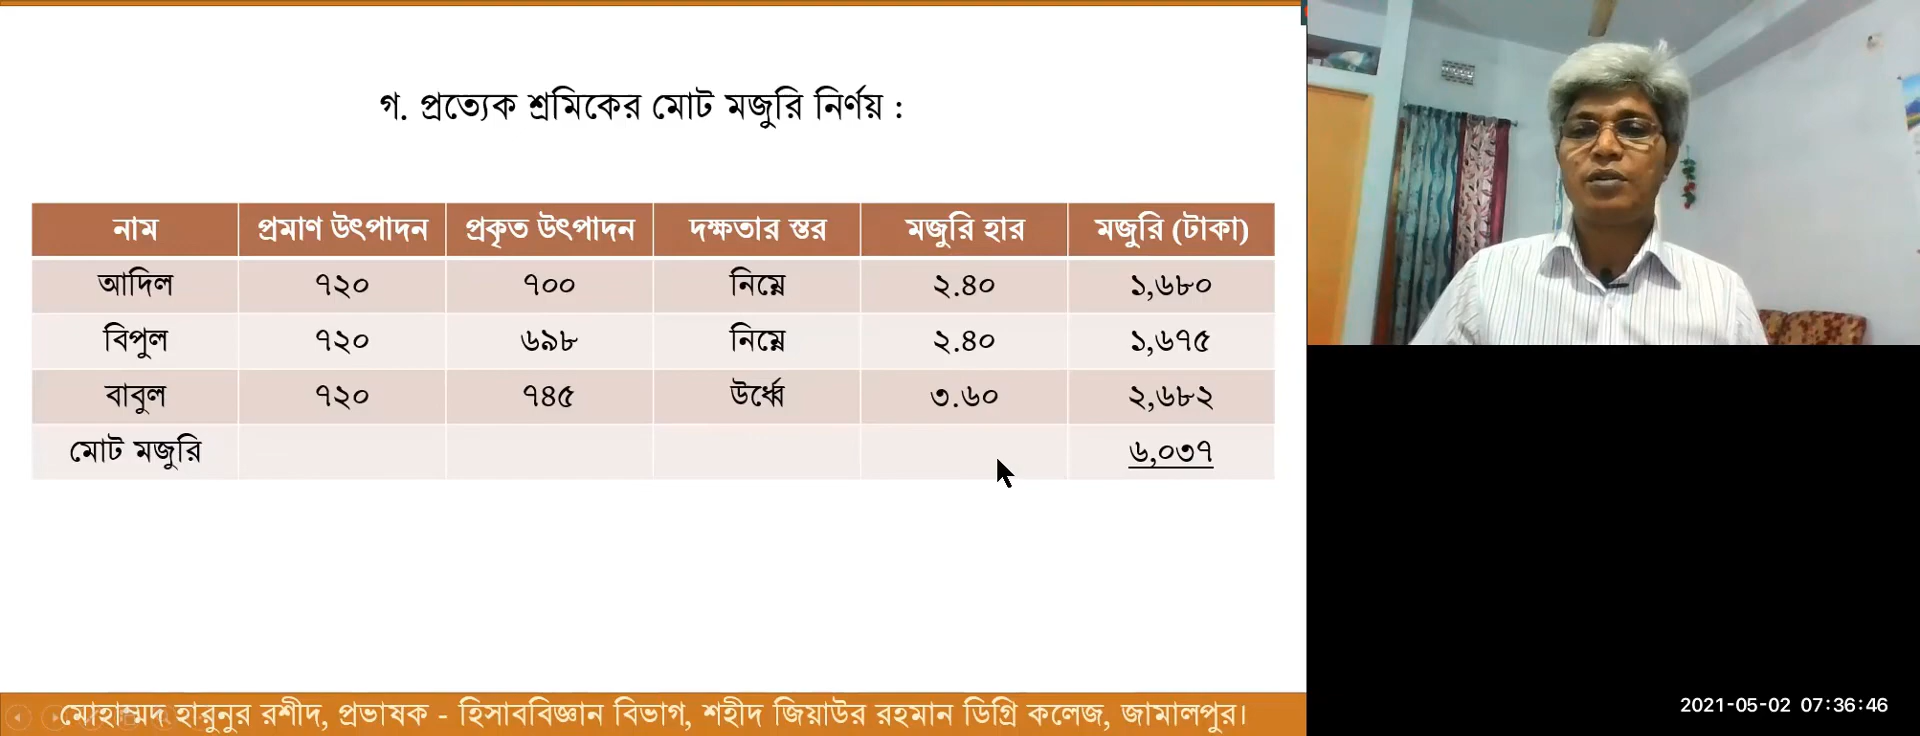 গ. প্রত্যেক শ্রমিকের মোট মজুরি নির্ণয় :
নাম প্রমাণ উৎপাদন প্রকৃত উৎপাদন দক্ষতার স্তর মজুরি হার মজুরি (টাকা)
আদিল ৭২০ ৭০০ নিম্নে ২.৪০ ১,৬৮০
বিপুল ৭২০ ৬৯৮ নিম্নে ২.৪০ ১,৬৭৫
বাবুল ৭২০ ৭৪৫ উর্ধ্বে ৩.৬০ ২,৬৮২
মোট মজুরি ৬,০৩৭
মোহাম্মদ হারুনুর রশীদ, প্রভাষক - হিসাববিজ্ঞান বিভাগ, শহীদ জিয়াউর রহমান ডিগ্রি কলেজ, জামালপুর।
2021-05-02 07:36:46